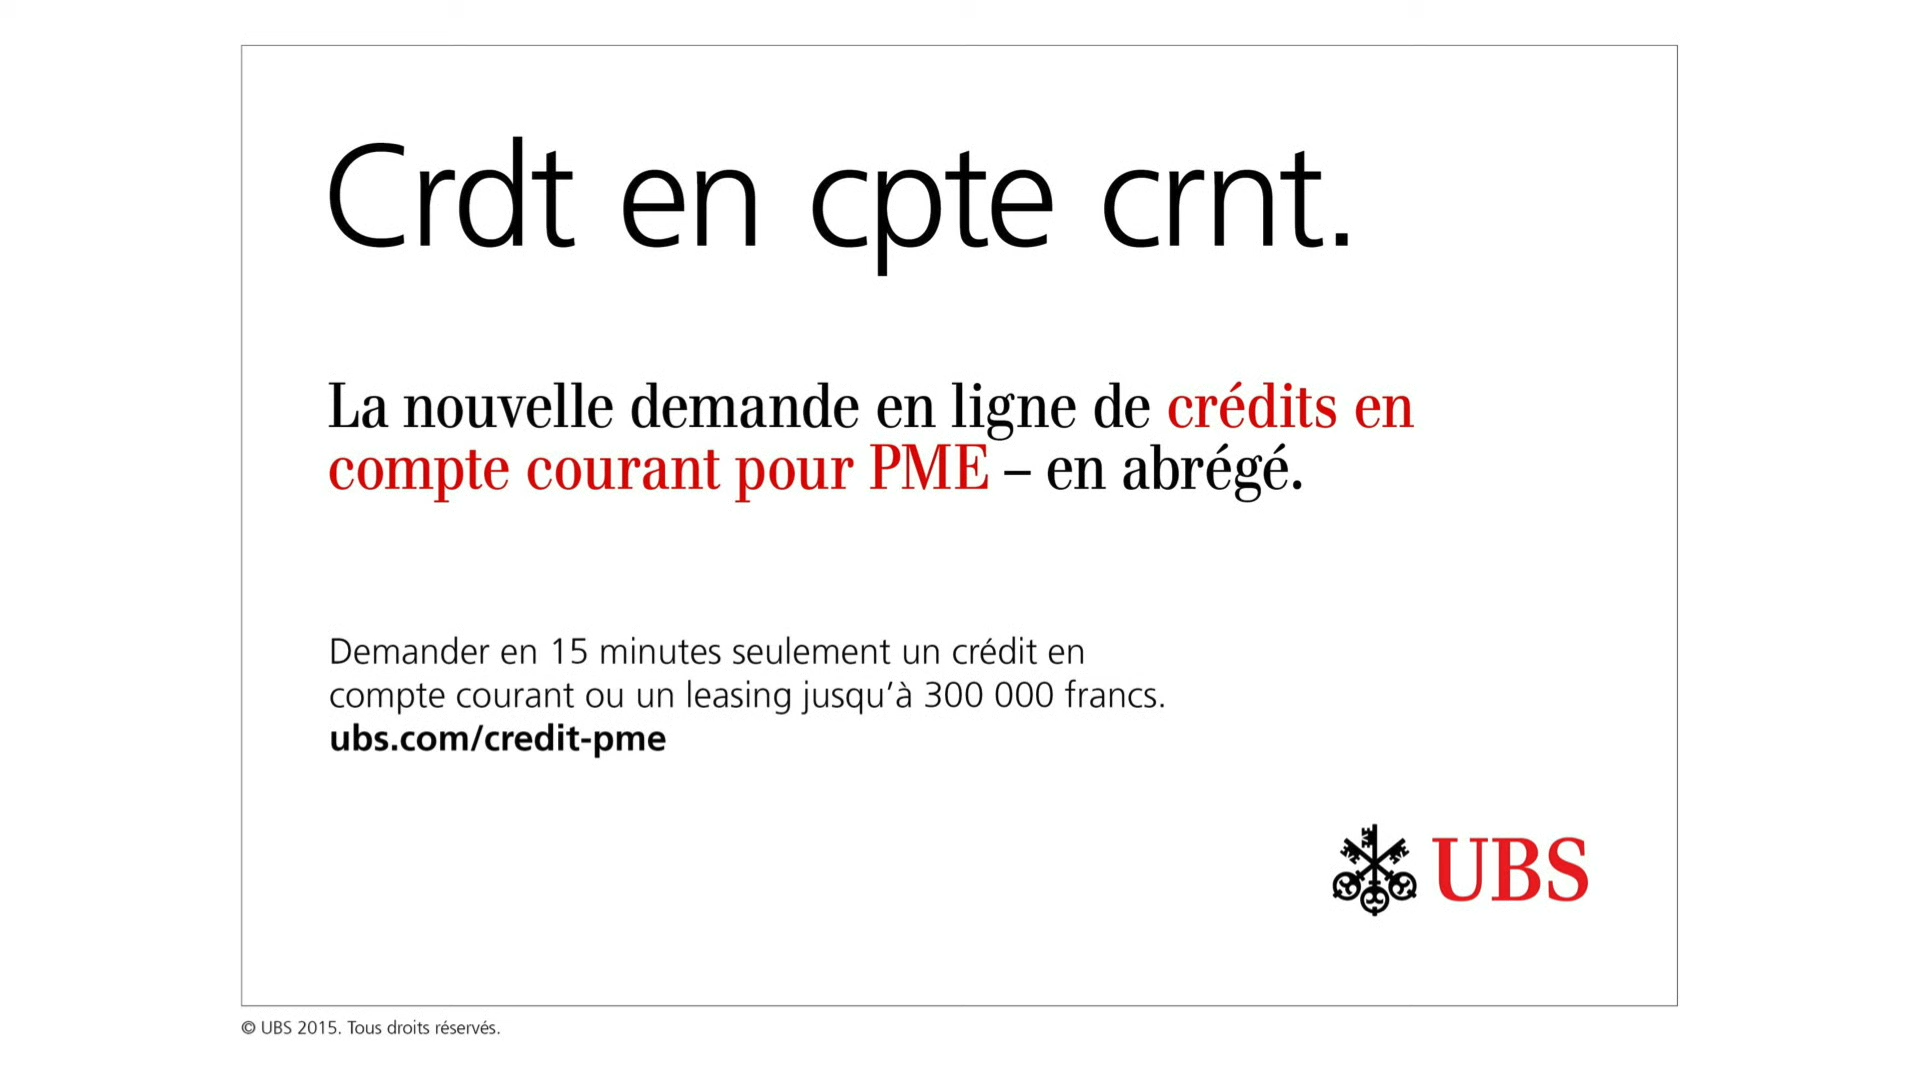 Crdt en cpte crnt.
La nouvelle demande en ligne de crédits en
compte courant pour PME – en abrégé.
Demander en 15 minutes seulement un crédit en
compte courant ou un leasing jusqu’à 300 000 francs.
ubs.com/credit-pme
UBS
© UBS 2015. Tous droits réservés.